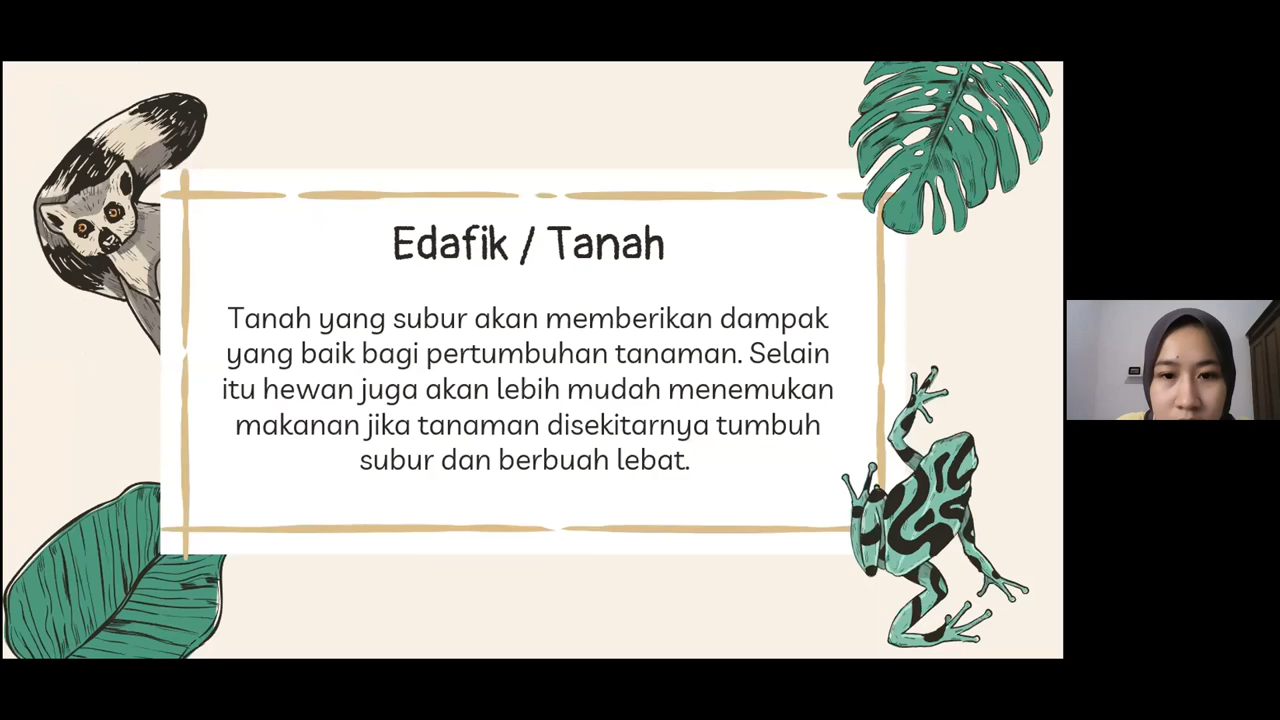 Edafik / Tanah
Tanah yang subur akan memberikan dampak
yang baik bagi pertumbuhan tanaman. Selain
itu hewan juga akan lebih mudah menemukan
makanan jika tanaman disekitarnya tumbuh
subur dan berbuah lebat.